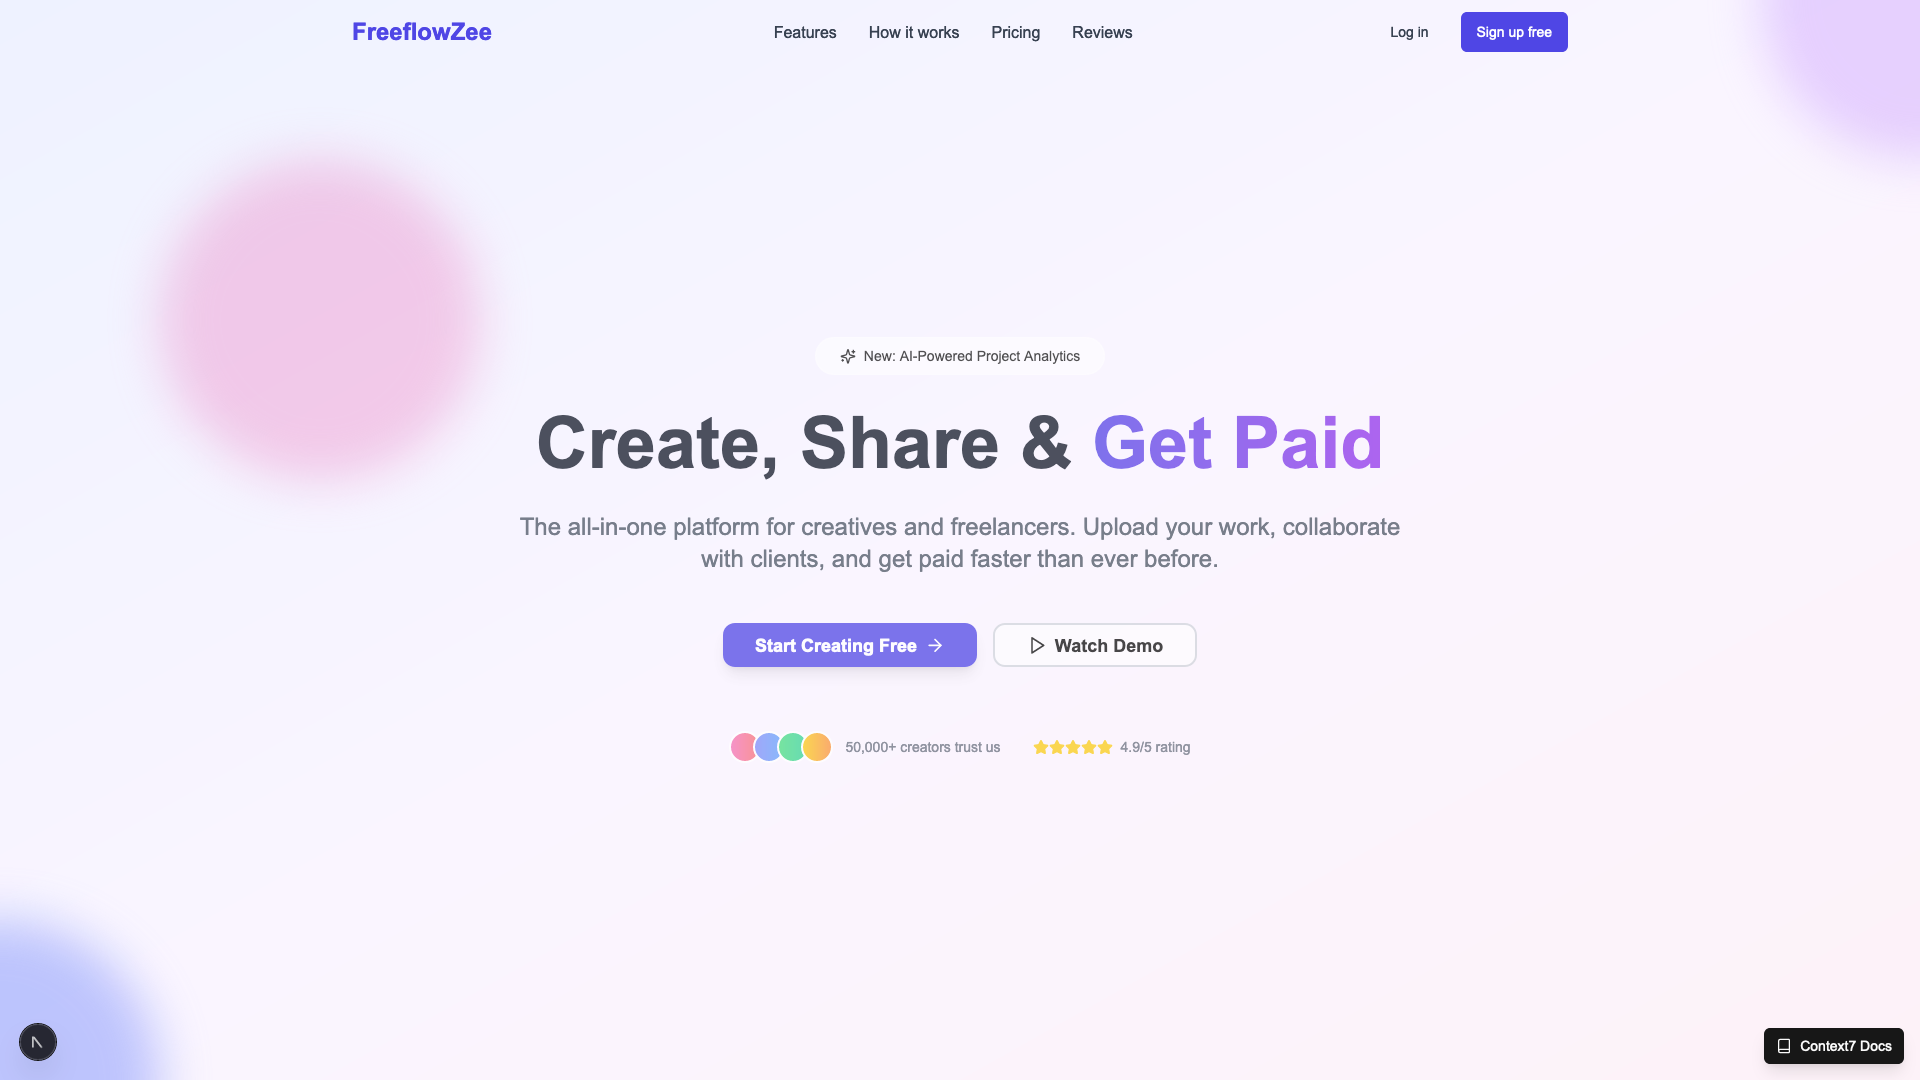 FreeflowZee
Features
How it works
Pricing
Reviews
Log in
Sign up free
New: AI-Powered Project Analytics
Create, Share & Get Paid
The all-in-one platform for creatives and freelancers. Upload your work, collaborate
with clients, and get paid faster than ever before.
Start Creating Free
Watch Demo
50,000+ creators trust us
4.9/5 rating
Context7 Docs